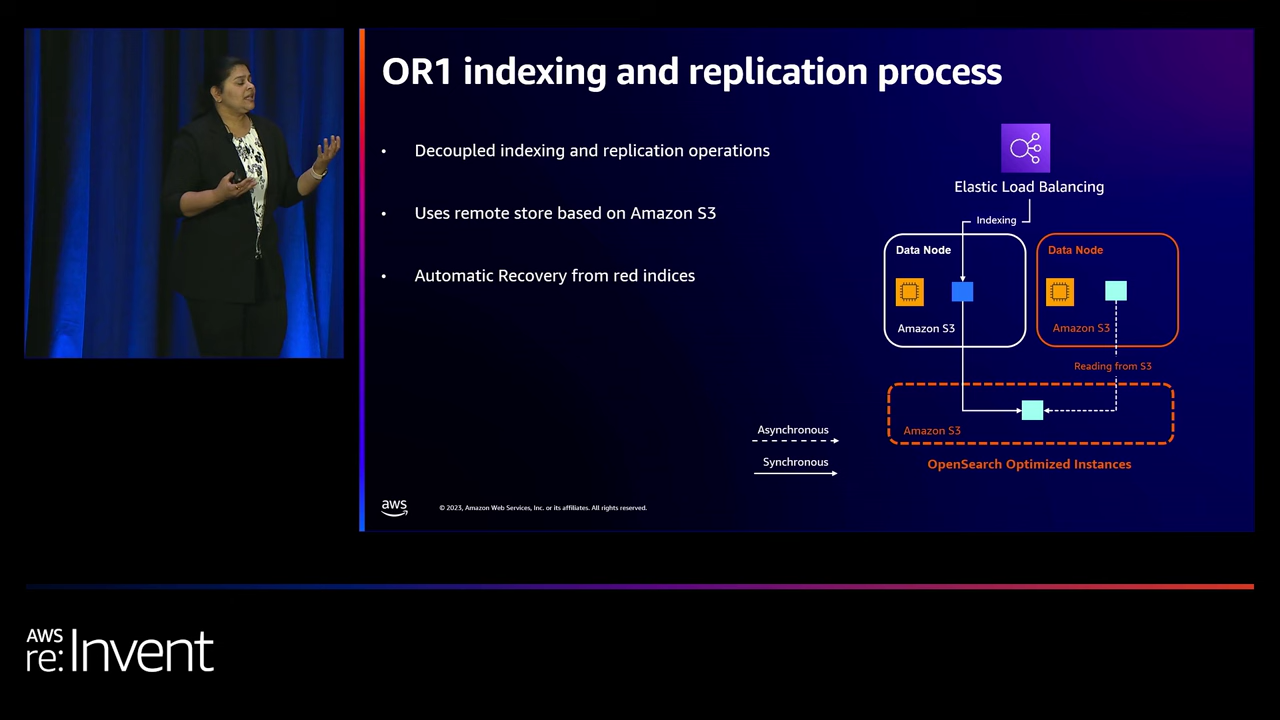 OR1 indexing and replication process
• Decoupled indexing and replication operations
• Uses remote store based on Amazon S3
• Automatic Recovery from red indices
Elastic Load Balancing
Indexing
Data Node
Data Node
Amazon S3
Amazon S3
Reading from S3
Amazon S3
Asynchronous
Synchronous
OpenSearch Optimized Instances
aws
© 2023, Amazon Web Services, Inc. or its affiliates. All rights reserved.
AWS
re:Invent